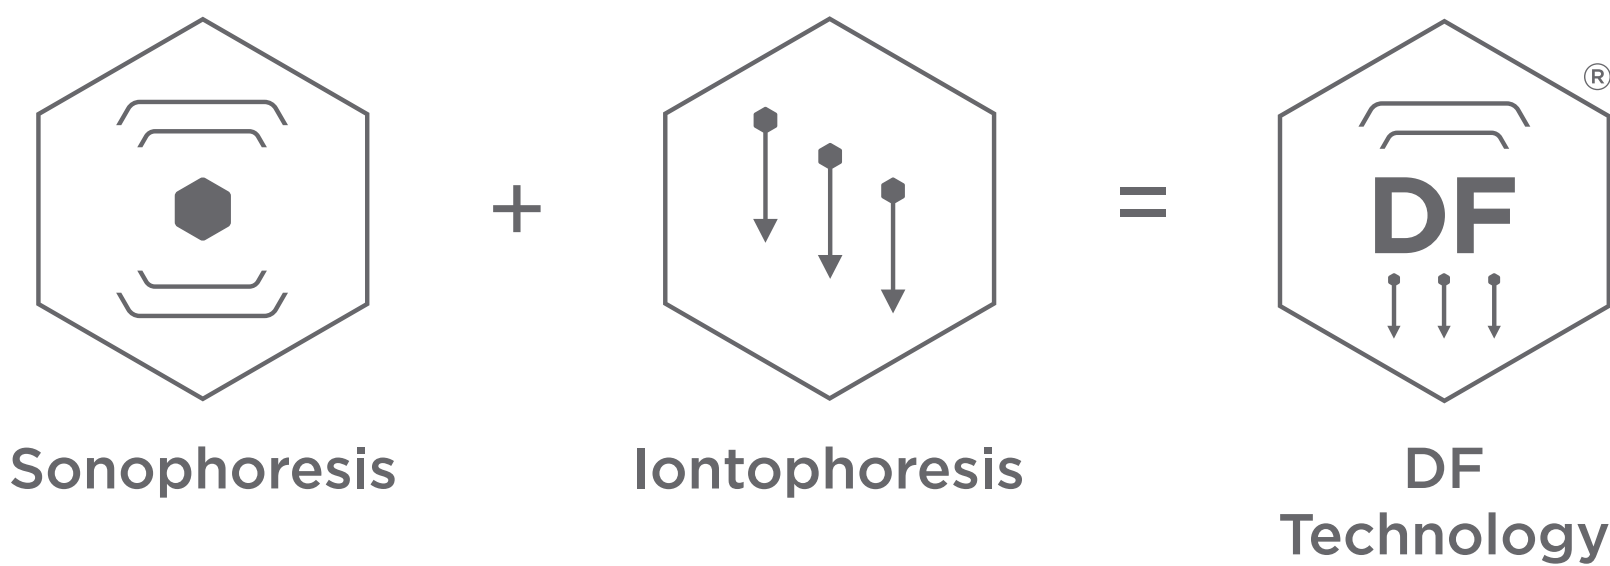 Sonophoresis
+
Iontophoresis
=
DF
®
DF
Technology